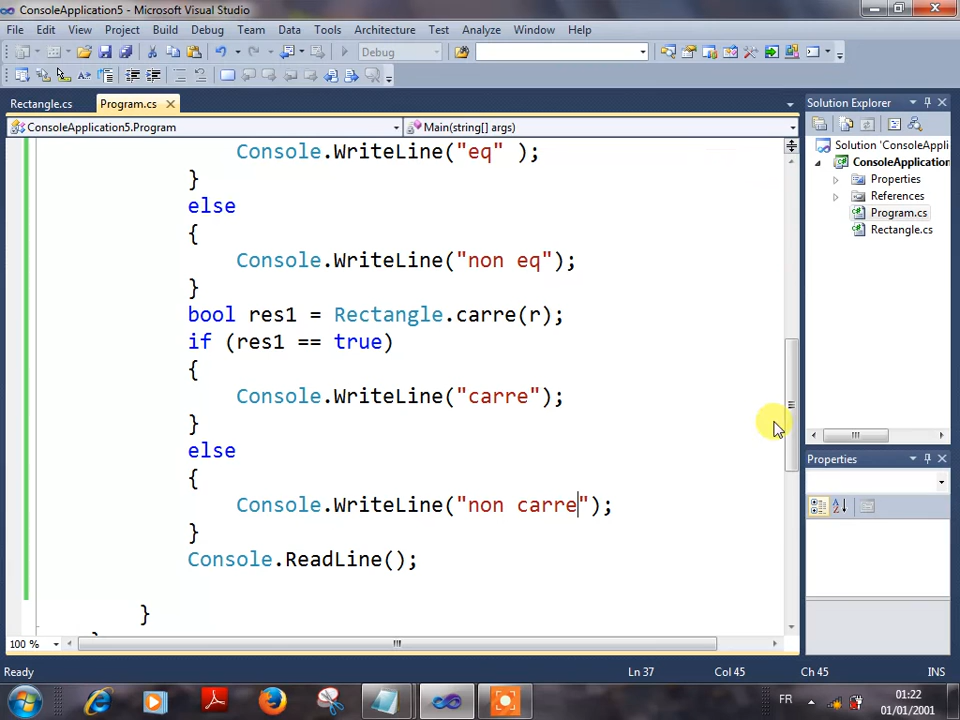 ConsoleApplication5 - Microsoft Visual Studio
File Edit View Project Build Debug Team Data Tools Architecture Test Analyze Window Help
Debug
Rectangle.cs Program.cs
ConsoleApplication5.Program Main(string[] args)
Console.WriteLine("eq" );
}
else
{
Console.WriteLine("non eq");
}
bool res1 = Rectangle.carre(r);
if (res1 == true)
{
Console.WriteLine("carre");
}
else
{
Console.WriteLine("non carre");
}
Console.ReadLine();
}
100 %
Solution Explorer
Solution 'ConsoleAppli
ConsoleApplication
Properties
References
Program.cs
Rectangle.cs
Properties
Ready Ln 37 Col 45 Ch 45 INS
FR 01:22
01/01/2001